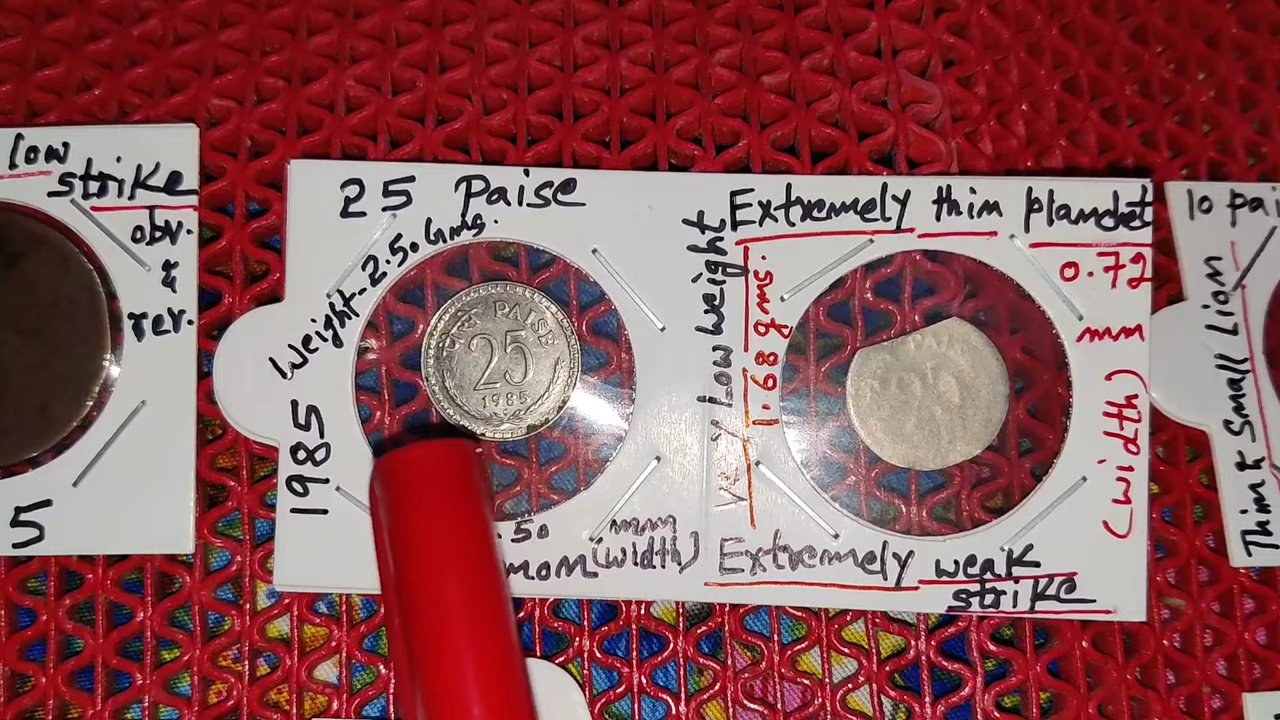 low
strike
obv.
&
rev.
5
25 Paise
Weight-2.50 Gms.
1985
पैसे PAISE
25
1985
.50 mm
mom (width)
Extremely thin planchet
0.72
mm
(width)
Very Low weight
1.68 gms.
PAISE
Extremely weak
strike
10 pai
Thin & Small Lion